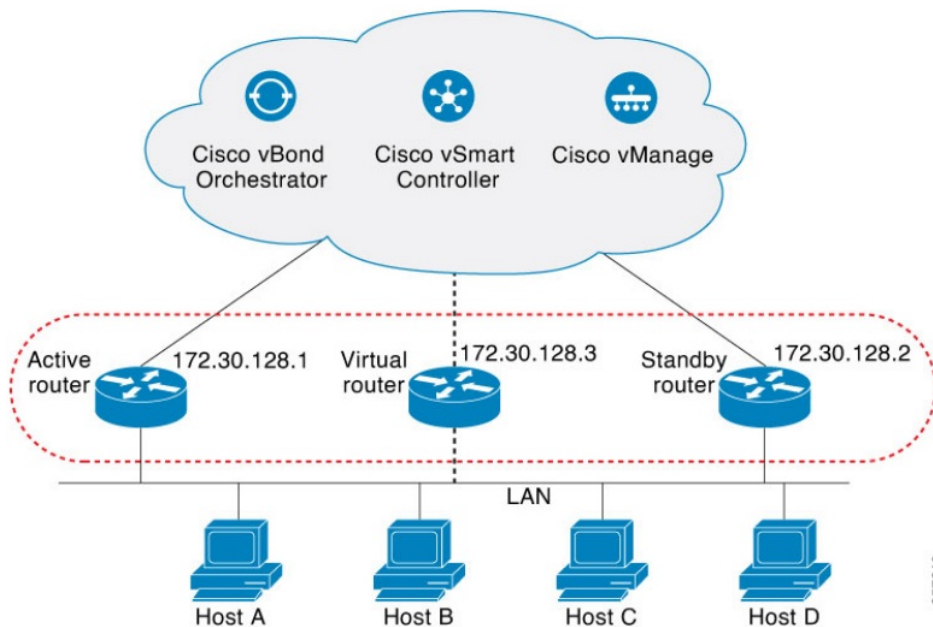 Cisco vBond
Orchestrator
Cisco vSmart
Controller
Cisco vManage
Active
router
172.30.128.1
Virtual
router
172.30.128.3
Standby
router
172.30.128.2
LAN
Host A
Host B
Host C
Host D